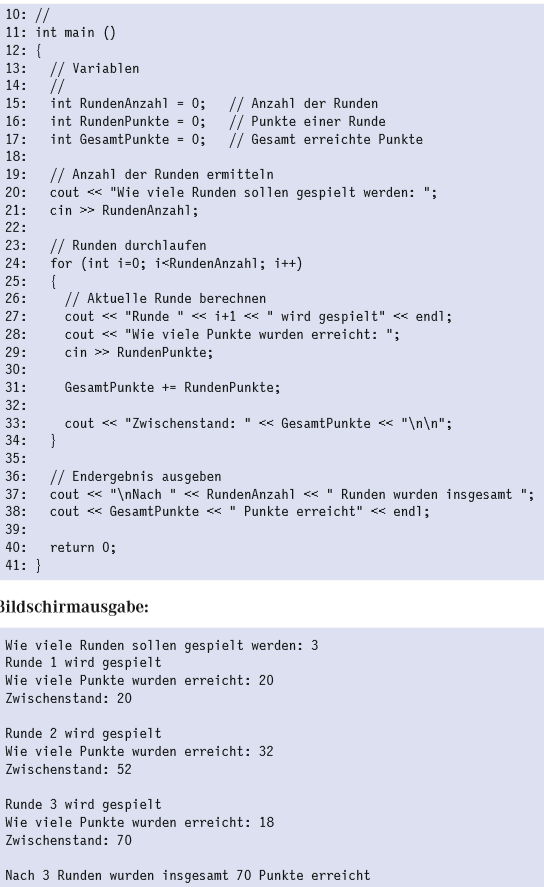 10: //
11: int main ()
12: {
13:   // Variablen
14:   //
15:   int RundenAnzahl = 0;   // Anzahl der Runden
16:   int RundenPunkte = 0;   // Punkte einer Runde
17:   int GesamtPunkte = 0;   // Gesamt erreichte Punkte
18:
19:   // Anzahl der Runden ermitteln
20:   cout << "Wie viele Runden sollen gespielt werden: ";
21:   cin >> RundenAnzahl;
22:
23:   // Runden durchlaufen
24:   for (int i=0; i<RundenAnzahl; i++)
25:   {
26:     // Aktuelle Runde berechnen
27:     cout << "Runde " << i+1 << " wird gespielt" << endl;
28:     cout << "Wie viele Punkte wurden erreicht: ";
29:     cin >> RundenPunkte;
30:
31:     GesamtPunkte += RundenPunkte;
32:
33:     cout << "Zwischenstand: " << GesamtPunkte << "\n\n";
34:   }
35:
36:   // Endergebnis ausgeben
37:   cout << "\nNach " << RundenAnzahl << " Runden wurden insgesamt ";
38:   cout << GesamtPunkte << " Punkte erreicht" << endl;
39:
40:   return 0;
41: }
Bildschirmausgabe:
Wie viele Runden sollen gespielt werden: 3
Runde 1 wird gespielt
Wie viele Punkte wurden erreicht: 20
Zwischenstand: 20

Runde 2 wird gespielt
Wie viele Punkte wurden erreicht: 32
Zwischenstand: 52

Runde 3 wird gespielt
Wie viele Punkte wurden erreicht: 18
Zwischenstand: 70

Nach 3 Runden wurden insgesamt 70 Punkte erreicht